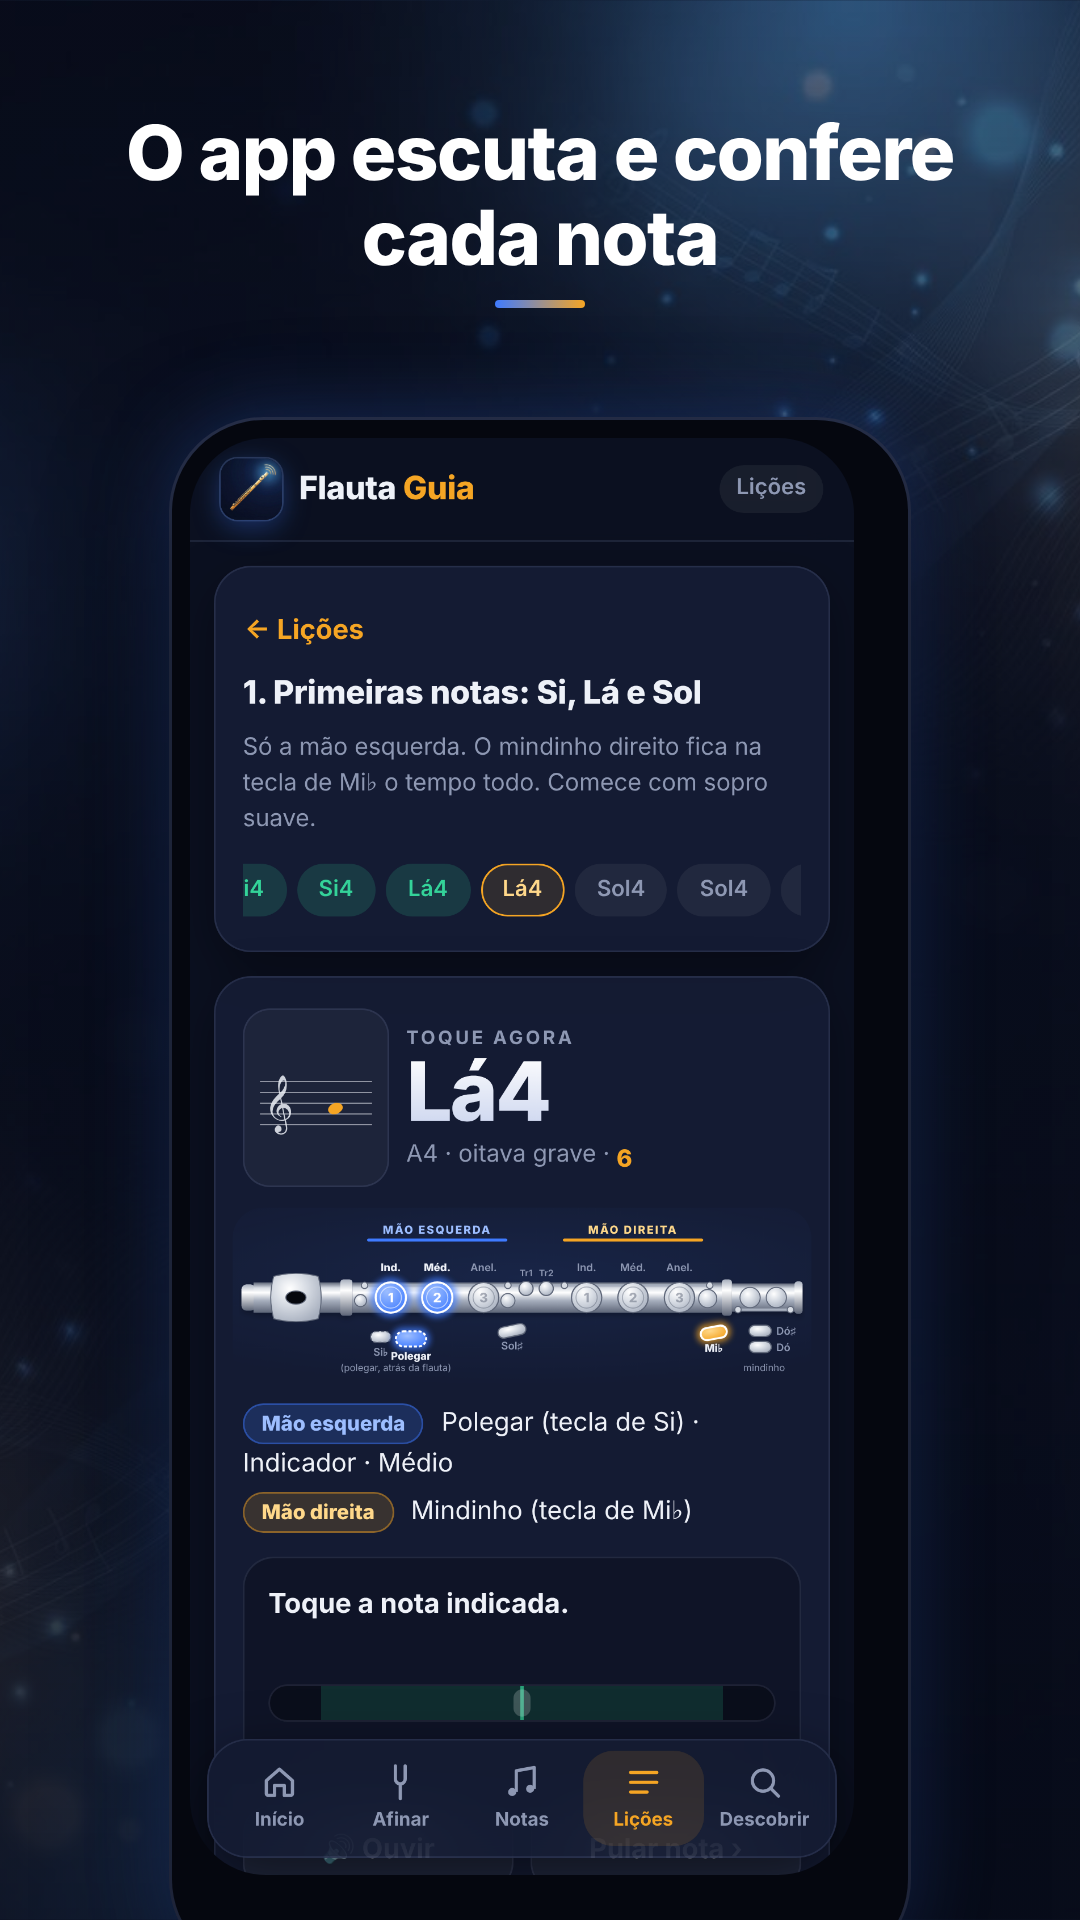 O app escuta e confere
cada nota
Flauta Guia
Lições
← Lições
1. Primeiras notas: Si, Lá e Sol
Só a mão esquerda. O mindinho direito fica na
tecla de Mi♭ o tempo todo. Comece com sopro
suave.
i4 Si4 Lá4 Lá4 Sol4 Sol4
TOQUE AGORA
Lá4
A4 · oitava grave · 6
MÃO ESQUERDA MÃO DIREITA
Ind. Méd. Anel. Tr1 Tr2 Ind. Méd. Anel.
1 2 3 1 2 3
Si♭ Polegar Sol♯ Mi♭ Dó♯
Dó
(polegar, atrás da flauta) mindinho
Mão esquerda Polegar (tecla de Si) ·
Indicador · Médio
Mão direita Mindinho (tecla de Mi♭)
Toque a nota indicada.
Início Afinar Notas Lições Descobrir
Ouvir Pular nota ›